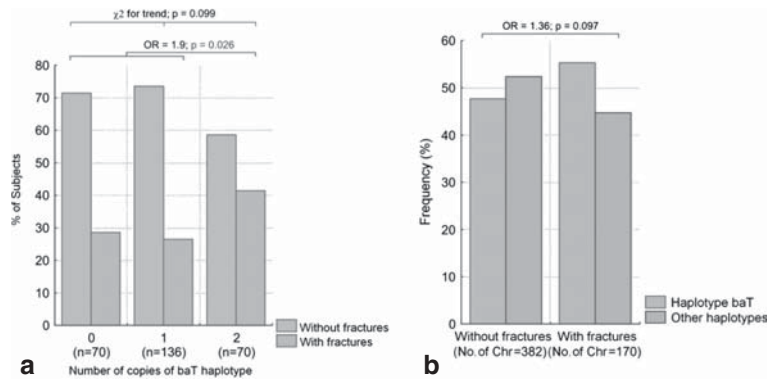 χ2 for trend; p = 0.099
OR = 1.9; p = 0.026
80
70
60
50
40
30
20
10
0
% of Subjects
0
1
2
(n=70)
(n=136)
(n=70)
Number of copies of baT haplotype
Without fractures
With fractures
a
OR = 1.36; p = 0.097
60
50
40
30
20
10
0
Frequency (%)
Without fractures
(No. of Chr=382)
With fractures
(No. of Chr=170)
Haplotype baT
Other haplotypes
b